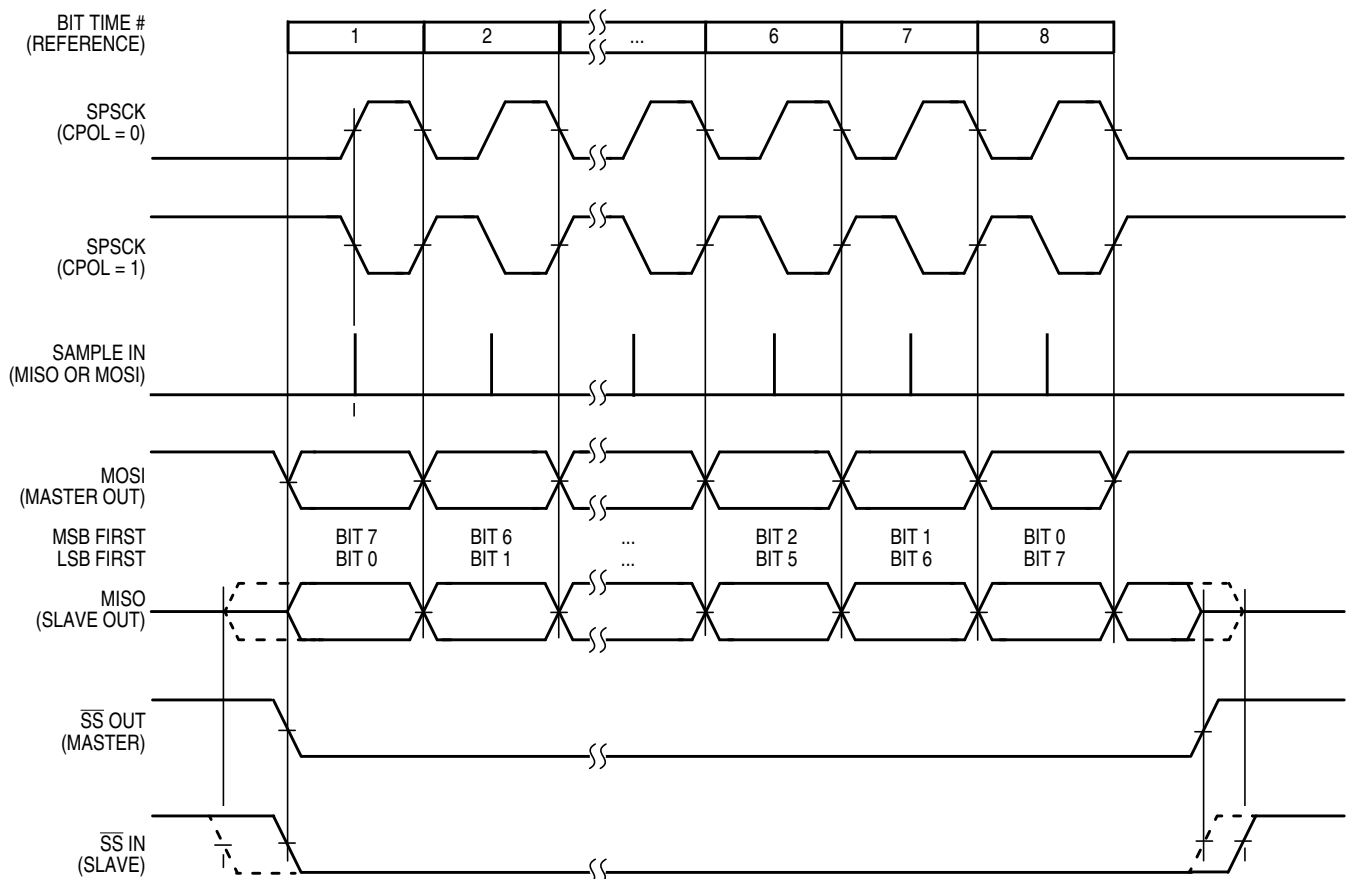 BIT TIME #
(REFERENCE)
1 2 ... 6 7 8
SPSCK
(CPOL = 0)
SPSCK
(CPOL = 1)
SAMPLE IN
(MISO OR MOSI)
MOSI
(MASTER OUT)
MSB FIRST BIT 7 BIT 6 ... BIT 2 BIT 1 BIT 0
LSB FIRST BIT 0 BIT 1 ... BIT 5 BIT 6 BIT 7
MISO
(SLAVE OUT)
S̅S̅ OUT
(MASTER)
S̅S̅ IN
(SLAVE)